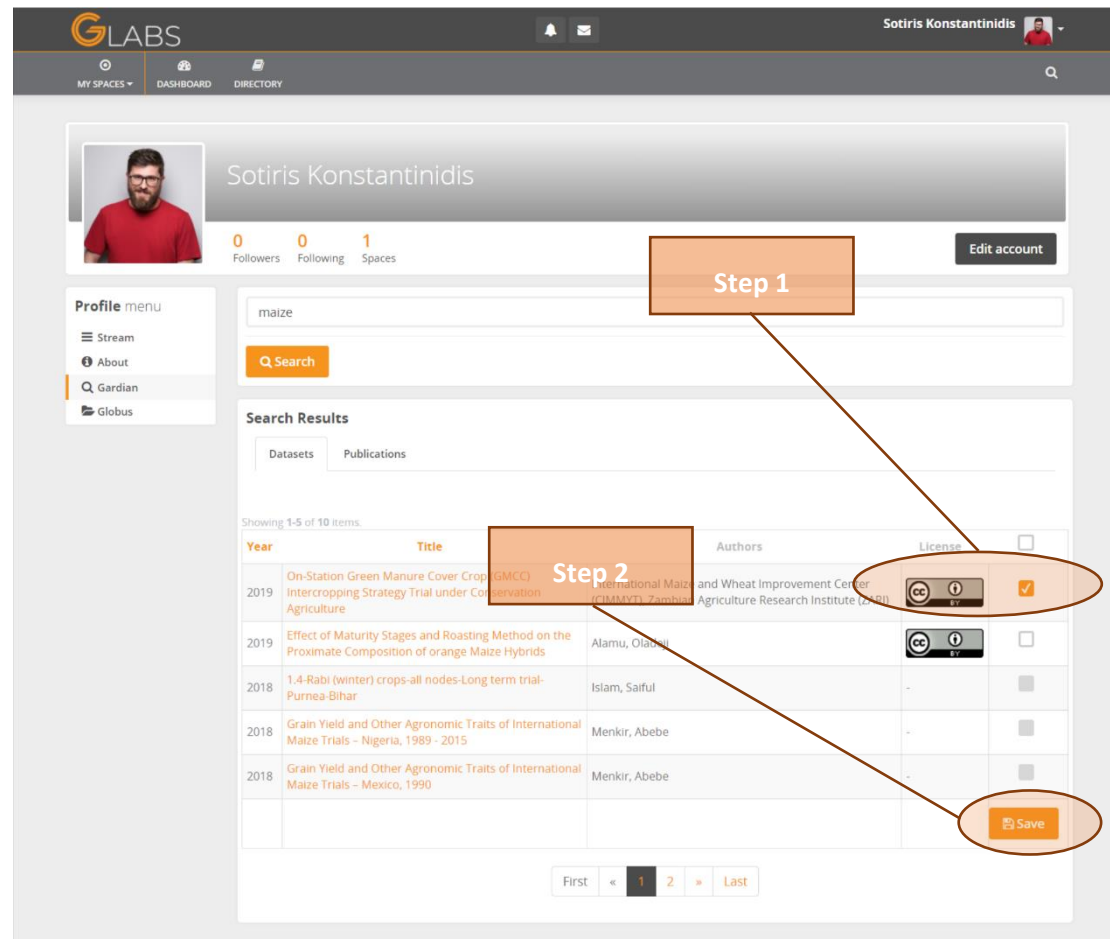 GLABS
Sotiris Konstantinidis
MY SPACES
DASHBOARD
DIRECTORY
Sotiris Konstantinidis
0 0 1
Followers Following Spaces
Edit account
Step 1
Profile menu
Stream
About
Gardian
Globus
maize
Search
Search Results
Datasets Publications
Showing 1-5 of 10 items.
Step 2
Year Title Authors License
2019 On-Station Green Manure Cover Crop (GMCC)
Intercropping Strategy Trial under Conservation
Agriculture
International Maize and Wheat Improvement Center
(CIMMYT), Zambian Agriculture Research Institute (ZARI)
cc BY
2019 Effect of Maturity Stages and Roasting Method on the
Proximate Composition of orange Maize Hybrids
Alamu, Oladeji
cc BY
2018 1.4-Rabi (winter) crops-all nodes-Long term trial-
Purnea-Bihar
Islam, Saiful
-
2018 Grain Yield and Other Agronomic Traits of International
Maize Trials – Nigeria, 1989 - 2015
Menkir, Abebe
-
2018 Grain Yield and Other Agronomic Traits of International
Maize Trials – Mexico, 1990
Menkir, Abebe
-
Save
First « 1 2 » Last